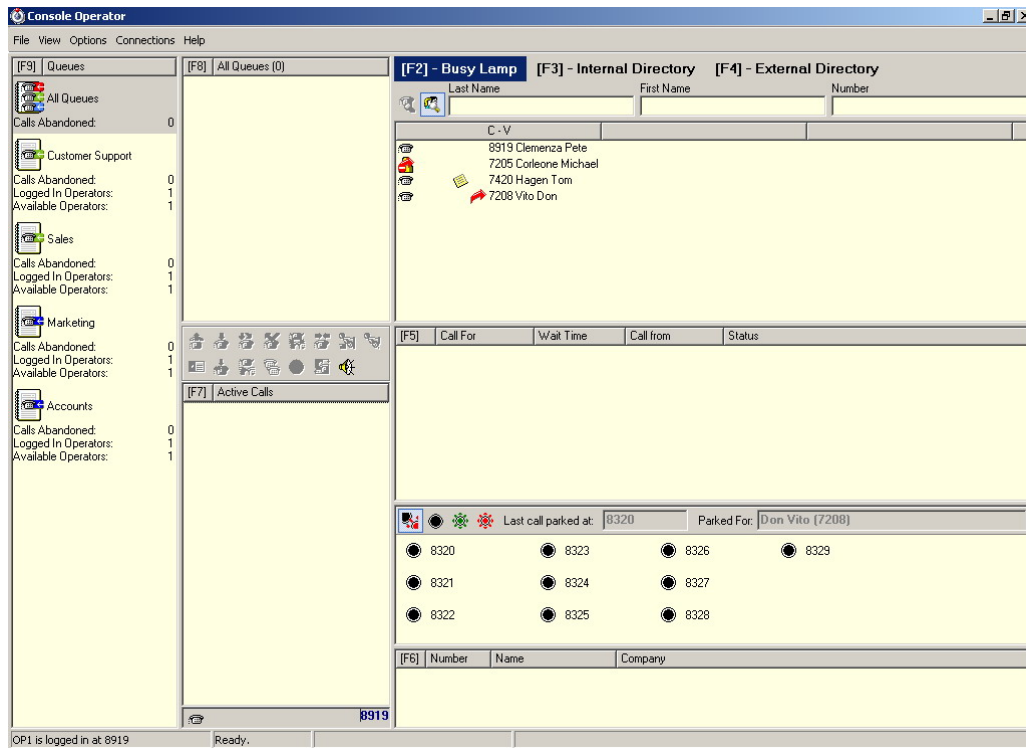 Console Operator
File View Options Connections Help
[F9] Queues
All Queues
Calls Abandoned: 0
Customer Support
Calls Abandoned: 0
Logged In Operators: 1
Available Operators: 1
Sales
Calls Abandoned: 0
Logged In Operators: 1
Available Operators: 1
Marketing
Calls Abandoned: 0
Logged In Operators: 1
Available Operators: 1
Accounts
Calls Abandoned: 0
Logged In Operators: 1
Available Operators: 1
[F8] All Queues (0)
[F7] Active Calls
8919
[F2] - Busy Lamp [F3] - Internal Directory [F4] - External Directory
Last Name First Name Number
C - V
8919 Clemenza Pete
7205 Corleone Michael
7420 Hagen Tom
7208 Vito Don
[F5] Call For Wait Time Call from Status
Last call parked at: 8320 Parked For: Don Vito (7208)
8320 8323 8326 8329
8321 8324 8327
8322 8325 8328
[F6] Number Name Company
OP1 is logged in at 8919 Ready.